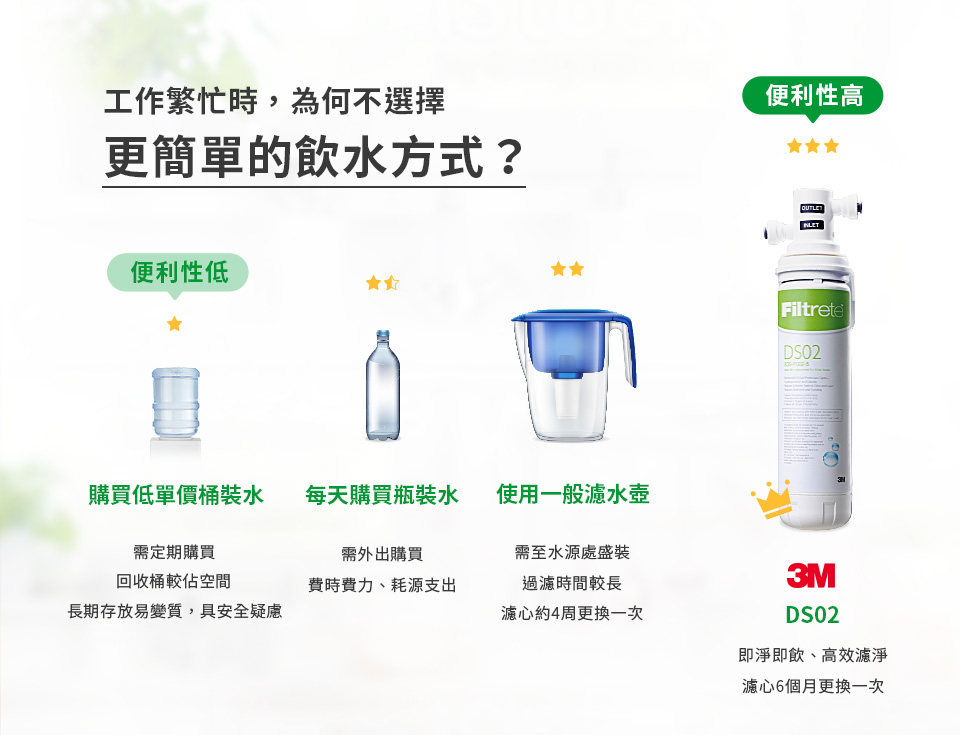 工作繁忙時，為何不選擇
更簡單的飲水方式？
便利性低
購買低單價桶裝水
需定期購買
回收桶較佔空間
長期存放易變質，具安全疑慮
每天購買瓶裝水
需外出購買
費時費力、耗源支出
使用一般濾水壺
需至水源處盛裝
過濾時間較長
濾心約4周更換一次
便利性高
OUTLET
INLET
Filtrete
DS02
3M
3M
DS02
即淨即飲、高效濾淨
濾心6個月更換一次